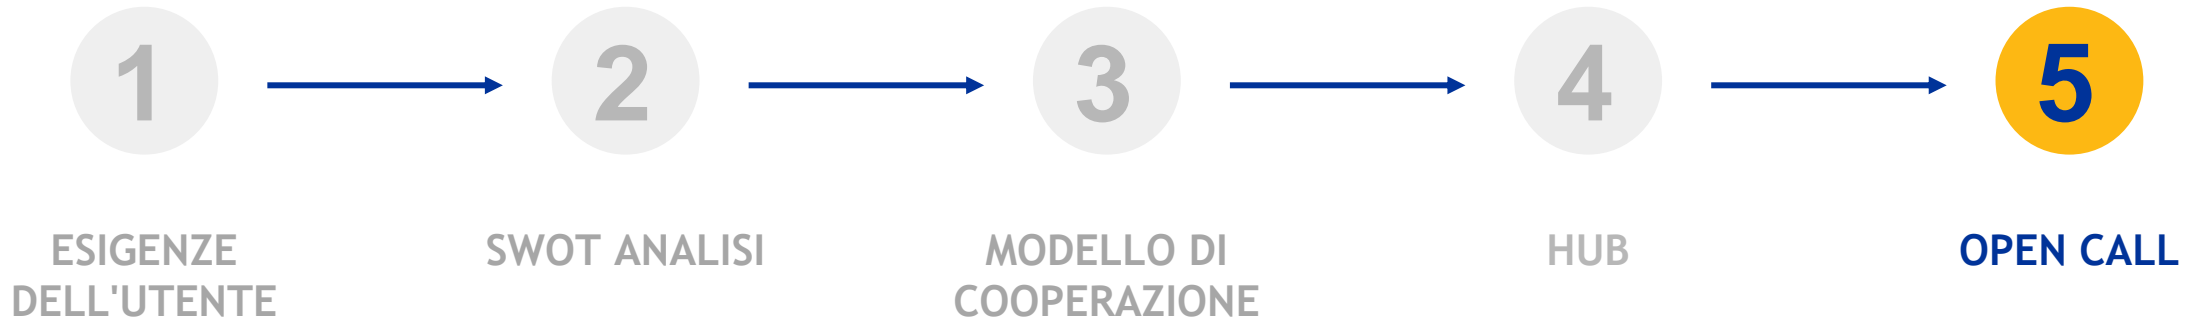 1
2
3
4
5
ESIGENZE
DELL'UTENTE
SWOT ANALISI
MODELLO DI
COOPERAZIONE
HUB
OPEN CALL